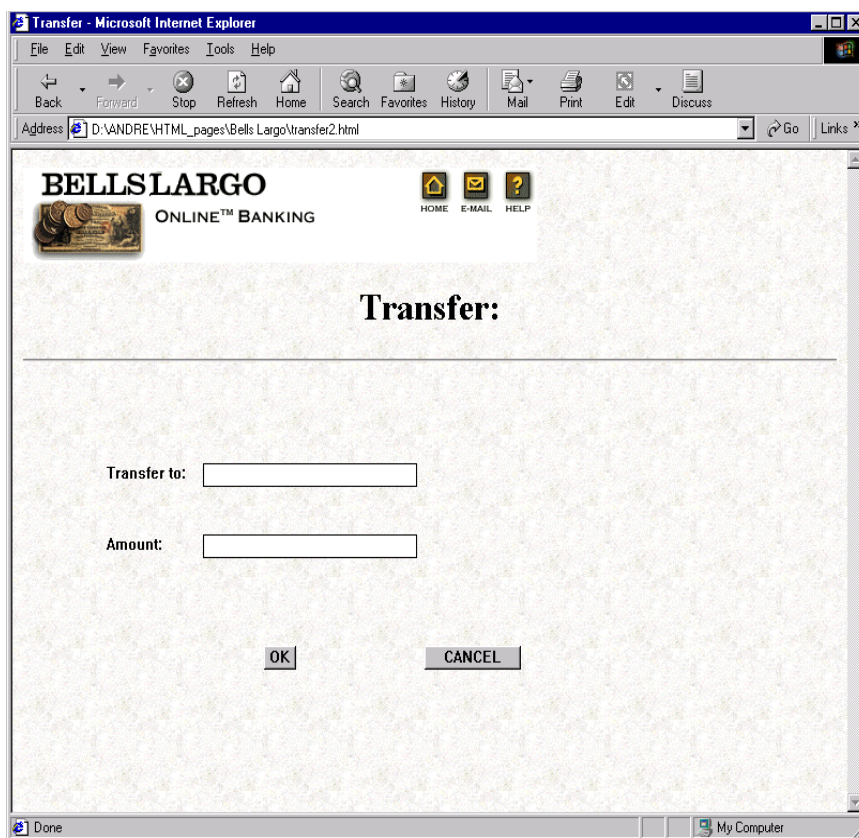 Transfer - Microsoft Internet Explorer
File Edit View Favorites Tools Help
Back Forward Stop Refresh Home Search Favorites History Mail Print Edit Discuss
Address D:\ANDRE\HTML_pages\Bells Largo\transfer2.html Go Links »
BELLS LARGO
ONLINE™ BANKING
HOME E-MAIL HELP
Transfer:
Transfer to:
Amount:
OK CANCEL
Done My Computer